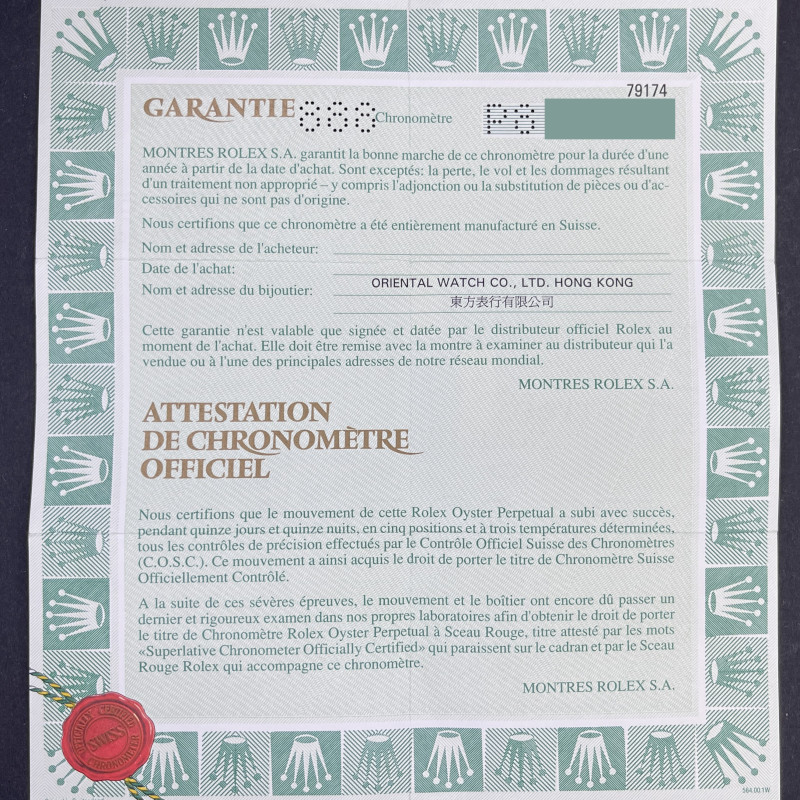 79174
GARANTIE 868 Chronomètre P8
MONTRES ROLEX S.A. garantit la bonne marche de ce chronomètre pour la durée d'une
année à partir de la date d'achat. Sont exceptés: la perte, le vol et les dommages résultant
d'un traitement non approprié – y compris l'adjonction ou la substitution de pièces ou d'ac-
cessoires qui ne sont pas d'origine.
Nous certifions que ce chronomètre a été entièrement manufacturé en Suisse.
Nom et adresse de l'acheteur:
Date de l'achat:
Nom et adresse du bijoutier: ORIENTAL WATCH CO., LTD. HONG KONG
東方表行有限公司
Cette garantie n'est valable que signée et datée par le distributeur officiel Rolex au
moment de l'achat. Elle doit être remise avec la montre à examiner au distributeur qui l'a
vendue ou à l'une des principales adresses de notre réseau mondial.
MONTRES ROLEX S.A.
ATTESTATION
DE CHRONOMÈTRE
OFFICIEL
Nous certifions que le mouvement de cette Rolex Oyster Perpetual a subi avec succès,
pendant quinze jours et quinze nuits, en cinq positions et à trois températures déterminées,
tous les contrôles de précision effectués par le Contrôle Officiel Suisse des Chronomètres
(C.O.S.C.). Ce mouvement a ainsi acquis le droit de porter le titre de Chronomètre Suisse
Officiellement Contrôlé.
A la suite de ces sévères épreuves, le mouvement et le boîtier ont encore dû passer un
dernier et rigoureux examen dans nos propres laboratoires afin d'obtenir le droit de porter
le titre de Chronomètre Rolex Oyster Perpetual à Sceau Rouge, titre attesté par les mots
«Superlative Chronometer Officially Certified» qui paraissent sur le cadran et par le Sceau
Rouge Rolex qui accompagne ce chronomètre.
MONTRES ROLEX S.A.
OFFICIALLY CERTIFIED
SWISS
CHRONOMETER
564.00.1W